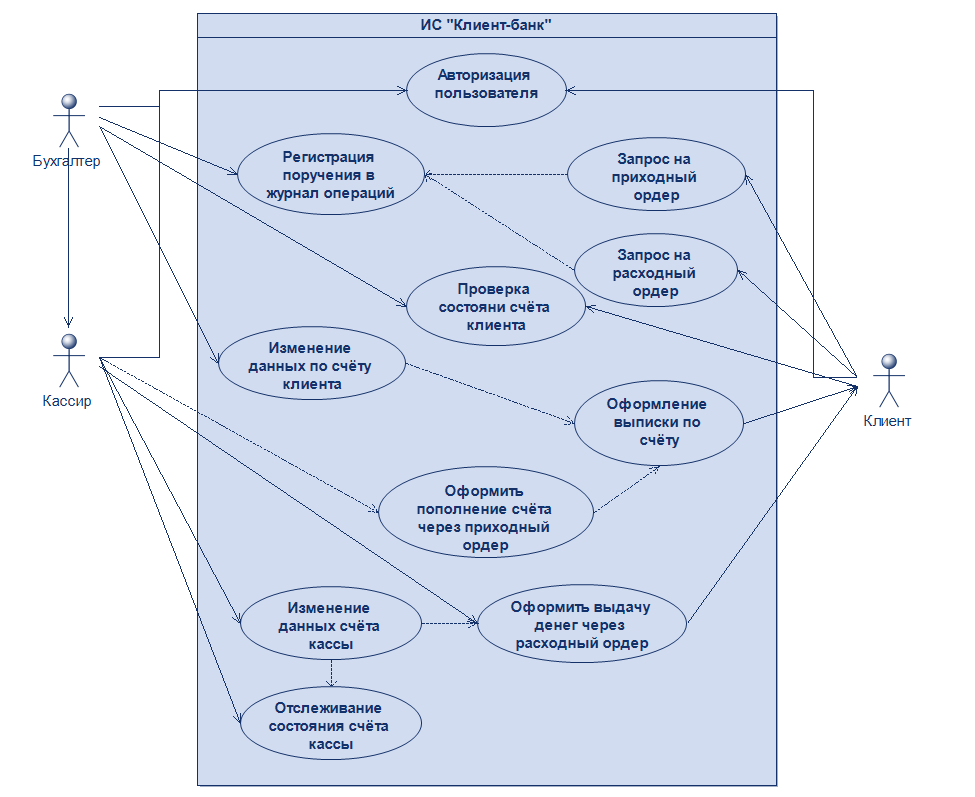 ИС "Клиент-банк"
Авторизация
пользователя
Бухгалтер
Регистрация
поручения в
журнал операций
Запрос на
приходный
ордер
Запрос на
расходный
ордер
Проверка
состояни счёта
клиента
Изменение
данных по счёту
клиента
Кассир
Клиент
Оформление
выписки по
счёту
Оформить
пополнение счёта
через приходный
ордер
Изменение
данных счёта
кассы
Оформить выдачу
денег через
расходный ордер
Отслеживание
состояния счёта
кассы